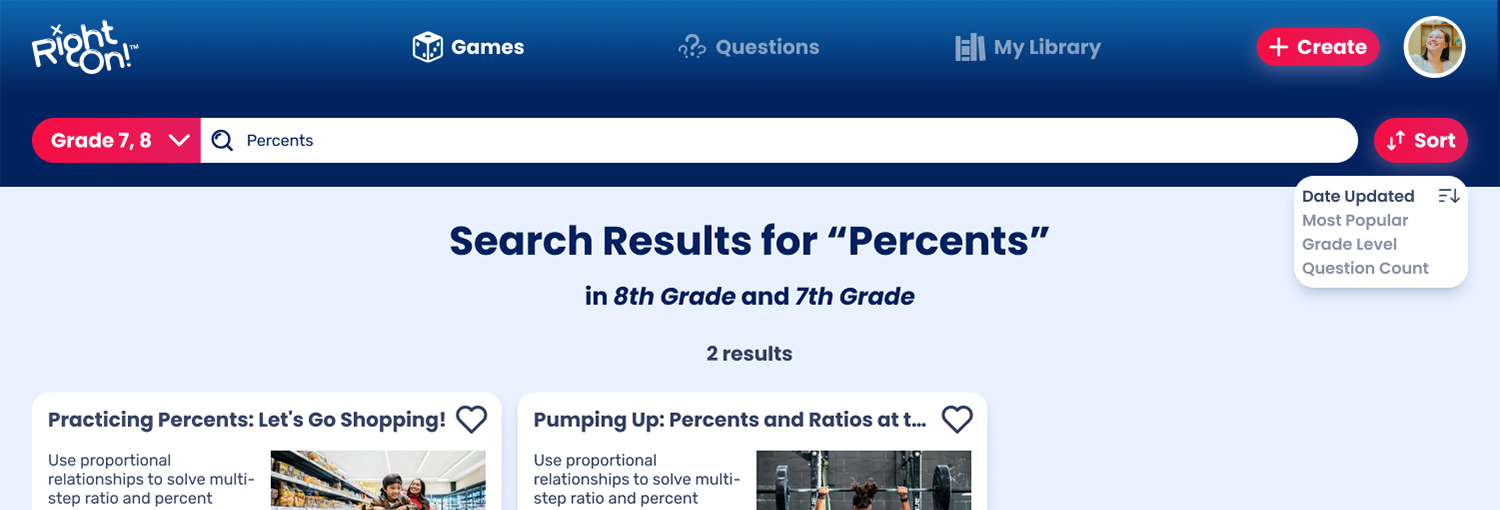 Right On!™
Games
Questions
My Library
+ Create
Grade 7, 8
Percents
Sort
Date Updated
Most Popular
Grade Level
Question Count
Search Results for “Percents”
in 8th Grade and 7th Grade
2 results
Practicing Percents: Let's Go Shopping!
Use proportional
relationships to solve multi-
step ratio and percent
Pumping Up: Percents and Ratios at t...
Use proportional
relationships to solve multi-
step ratio and percent